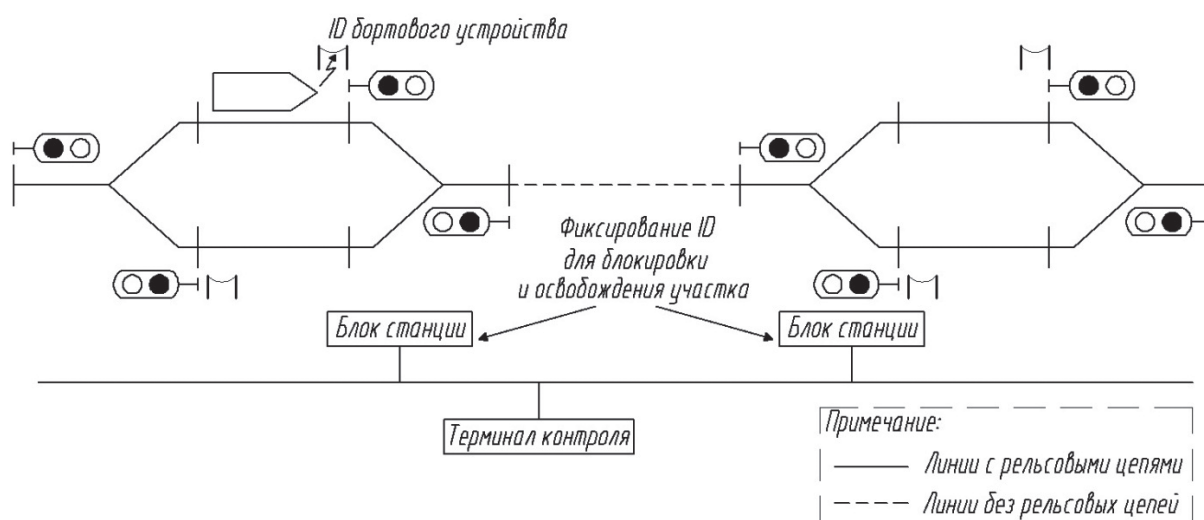 ID бортового устройства
Фиксирование ID
для блокировки
и освобождения участка
Блок станции
Блок станции
Терминал контроля
Примечание:
Линии с рельсовыми цепями
Линии без рельсовых цепей